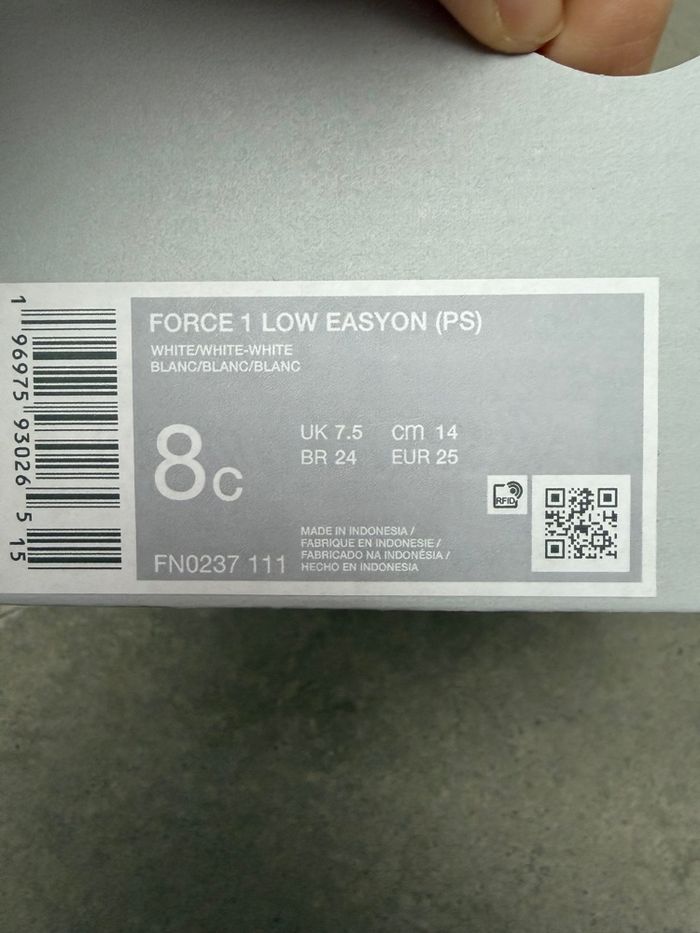 1 96975 93026 5 15
FORCE 1 LOW EASYON (PS)
WHITE/WHITE-WHITE
BLANC/BLANC/BLANC
8C
UK 7.5 cm 14
BR 24 EUR 25
RFID
MADE IN INDONESIA /
FABRIQUE EN INDONESIE /
FABRICADO NA INDONÉSIA /
HECHO EN INDONESIA
FN0237 111